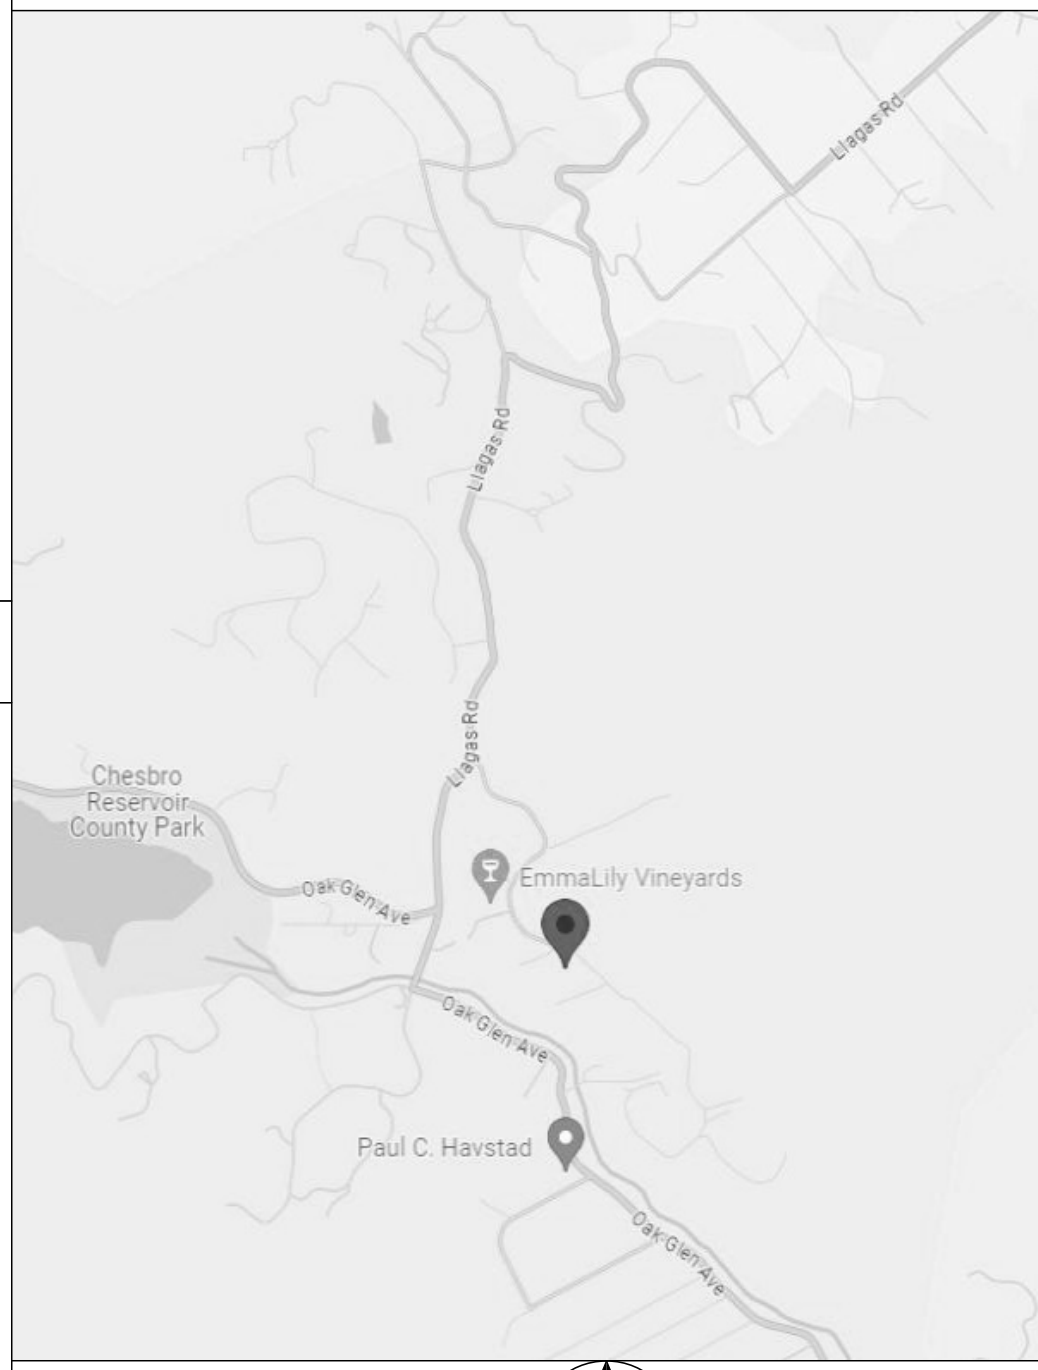 Llagas Rd
Llagas Rd
Llagas Rd
Chesbro
Reservoir
County Park
EmmaLily Vineyards
Oak Glen Ave
Oak Glen Ave
Paul C. Havstad
Oak Glen Ave